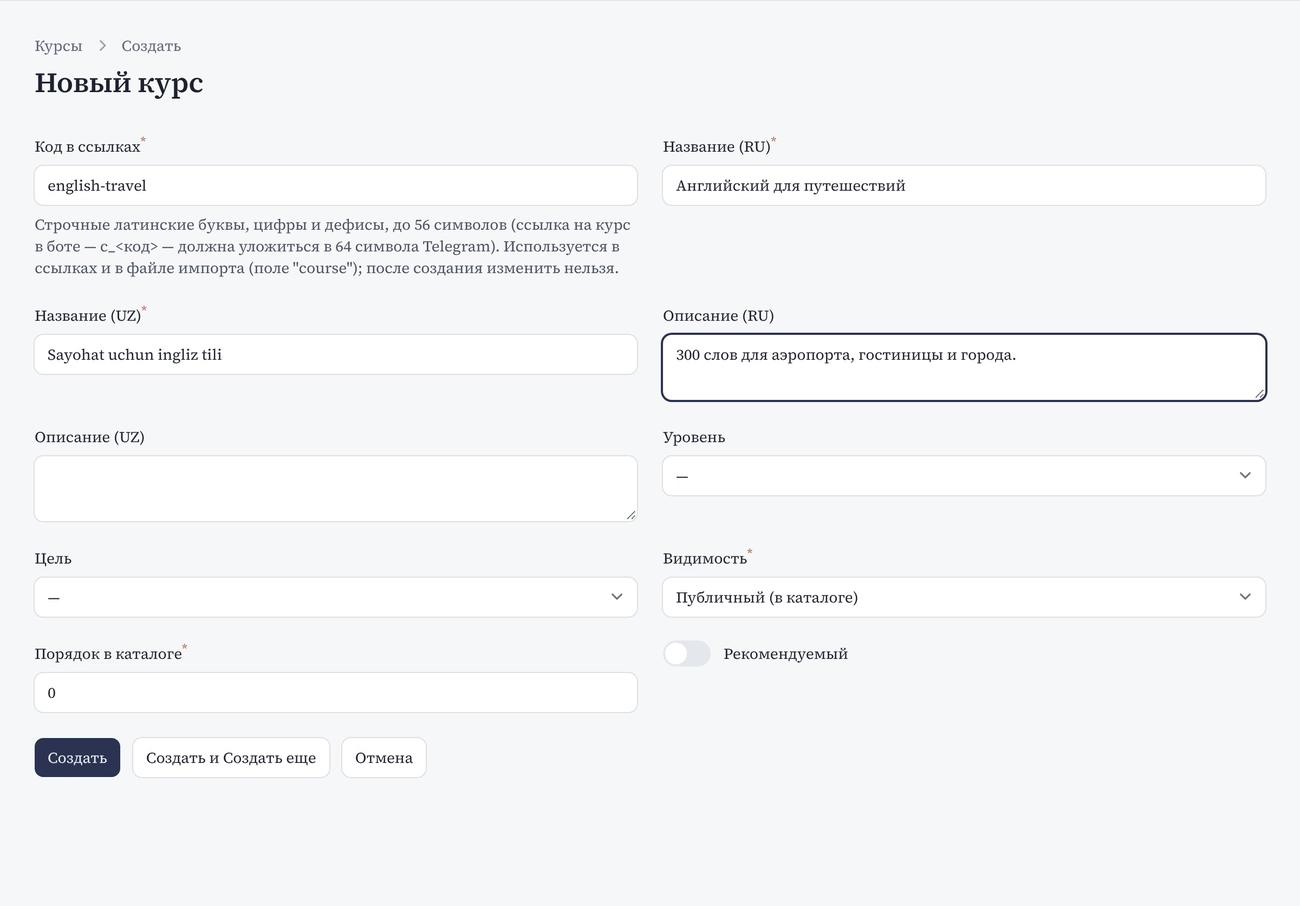 Курсы > Создать
Новый курс
Код в ссылках*
english-travel
Строчные латинские буквы, цифры и дефисы, до 56 символов (ссылка на курс
в боте — c_<код> — должна уложиться в 64 символа Telegram). Используется в
ссылках и в файле импорта (поле "course"); после создания изменить нельзя.
Название (RU)*
Английский для путешествий
Название (UZ)*
Sayohat uchun ingliz tili
Описание (RU)
300 слов для аэропорта, гостиницы и города.
Описание (UZ)
Уровень
—
Цель
—
Видимость*
Публичный (в каталоге)
Порядок в каталоге*
0
Рекомендуемый
Создать
Создать и Создать еще
Отмена